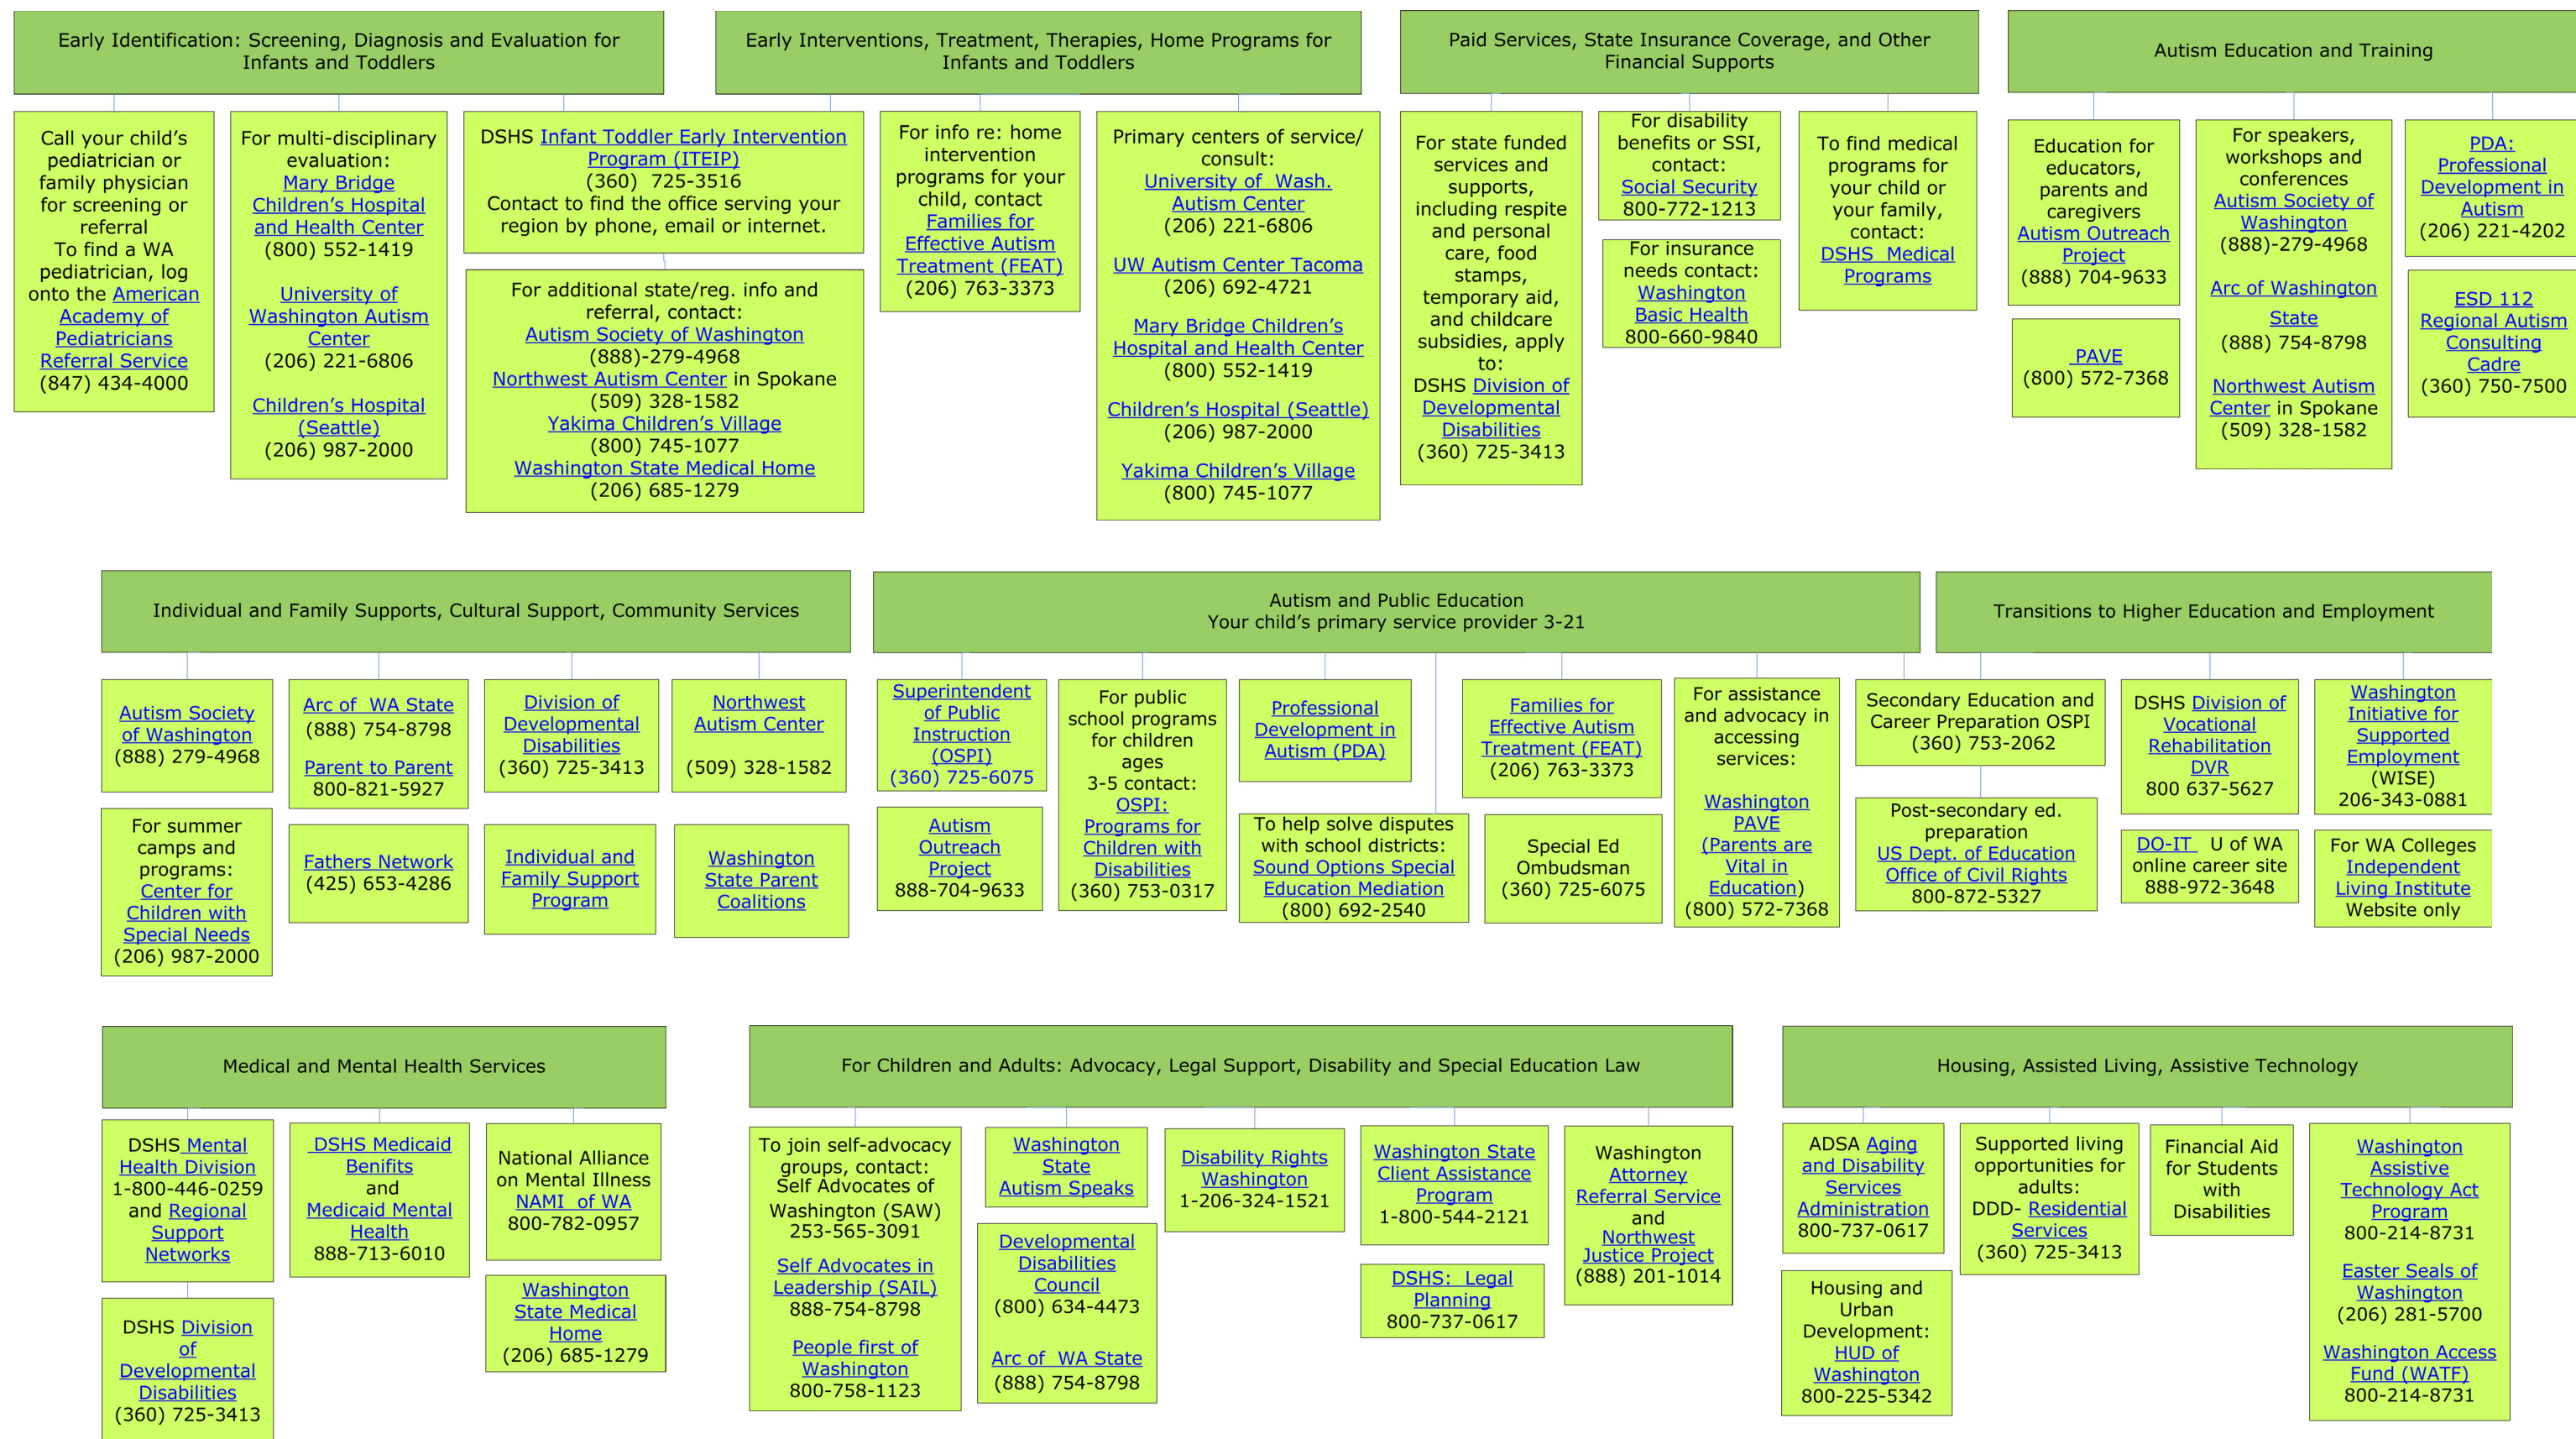 Early Identification: Screening, Diagnosis and Evaluation for
Infants and Toddlers
Call your child's
pediatrician or
family physician
for screening or
referral
To find a WA
pediatrician, log
onto the American
Academy of
Pediatricians
Referral Service
(847) 434-4000
For multi-disciplinary
evaluation:
Mary Bridge
Children's Hospital
and Health Center
(800) 552-1419
University of
Washington Autism
Center
(206) 221-6806
Children's Hospital
(Seattle)
(206) 987-2000
DSHS Infant Toddler Early Intervention
Program (ITEIP)
(360)  725-3516
Contact to find the office serving your
region by phone, email or internet.
For additional state/reg. info and
referral, contact:
Autism Society of Washington
(888)-279-4968
Northwest Autism Center in Spokane
(509) 328-1582
Yakima Children's Village
(800) 745-1077
Washington State Medical Home
(206) 685-1279
Early Interventions, Treatment, Therapies, Home Programs for
Infants and Toddlers
For info re: home
intervention
programs for your
child, contact
Families for
Effective Autism
Treatment (FEAT)
(206) 763-3373
Primary centers of service/
consult:
University of  Wash.
Autism Center
(206) 221-6806
UW Autism Center Tacoma
(206) 692-4721
Mary Bridge Children's
Hospital and Health Center
(800) 552-1419
Children's Hospital (Seattle)
(206) 987-2000
Yakima Children's Village
(800) 745-1077
Paid Services, State Insurance Coverage, and Other
Financial Supports
For state funded
services and
supports,
including respite
and personal
care, food
stamps,
temporary aid,
and childcare
subsidies, apply
to:
DSHS Division of
Developmental
Disabilities
(360) 725-3413
For disability
benefits or SSI,
contact:
Social Security
800-772-1213
For insurance
needs contact:
Washington
Basic Health
800-660-9840
To find medical
programs for
your child or
your family,
contact:
DSHS  Medical
Programs
Autism Education and Training
Education for
educators,
parents and
caregivers
Autism Outreach
Project
(888) 704-9633
PAVE
(800) 572-7368
For speakers,
workshops and
conferences
Autism Society of
Washington
(888)-279-4968
Arc of Washington
State
(888) 754-8798
Northwest Autism
Center in Spokane
(509) 328-1582
PDA:
Professional
Development in
Autism
(206) 221-4202
ESD 112
Regional Autism
Consulting
Cadre
(360) 750-7500
Individual and Family Supports, Cultural Support, Community Services
Autism Society
of Washington
(888) 279-4968
For summer
camps and
programs:
Center for
Children with
Special Needs
(206) 987-2000
Arc of  WA State
(888) 754-8798
Parent to Parent
800-821-5927
Fathers Network
(425) 653-4286
Division of
Developmental
Disabilities
(360) 725-3413
Individual and
Family Support
Program
Northwest
Autism Center
(509) 328-1582
Washington
State Parent
Coalitions
Autism and Public Education
Your child's primary service provider 3-21
Superintendent
of Public
Instruction
(OSPI)
(360) 725-6075
Autism
Outreach
Project
888-704-9633
For public
school programs
for children
ages
3-5 contact:
OSPI:
Programs for
Children with
Disabilities
(360) 753-0317
Professional
Development in
Autism (PDA)
To help solve disputes
with school districts:
Sound Options Special
Education Mediation
(800) 692-2540
Families for
Effective Autism
Treatment (FEAT)
(206) 763-3373
Special Ed
Ombudsman
(360) 725-6075
For assistance
and advocacy in
accessing
services:
Washington
PAVE
(Parents are
Vital in
Education)
(800) 572-7368
Transitions to Higher Education and Employment
Secondary Education and
Career Preparation OSPI
(360) 753-2062
Post-secondary ed.
preparation
US Dept. of Education
Office of Civil Rights
800-872-5327
DSHS Division of
Vocational
Rehabilitation
DVR
800 637-5627
DO-IT   U of WA
online career site
888-972-3648
Washington
Initiative for
Supported
Employment
(WISE)
206-343-0881
For WA Colleges
Independent
Living Institute
Website only
Medical and Mental Health Services
DSHS Mental
Health Division
1-800-446-0259
and Regional
Support
Networks
DSHS Division
of
Developmental
Disabilities
(360) 725-3413
DSHS Medicaid
Benifits
and
Medicaid Mental
Health
888-713-6010
National Alliance
on Mental Illness
NAMI  of WA
800-782-0957
Washington
State Medical
Home
(206) 685-1279
For Children and Adults: Advocacy, Legal Support, Disability and Special Education Law
To join self-advocacy
groups, contact:
Self Advocates of
Washington (SAW)
253-565-3091
Self Advocates in
Leadership (SAIL)
888-754-8798
People first of
Washington
800-758-1123
Washington
State
Autism Speaks
Developmental
Disabilities
Council
(800) 634-4473
Arc of  WA State
(888) 754-8798
Disability Rights
Washington
1-206-324-1521
Washington State
Client Assistance
Program
1-800-544-2121
DSHS:  Legal
Planning
800-737-0617
Washington
Attorney
Referral Service
and
Northwest
Justice Project
(888) 201-1014
Housing, Assisted Living, Assistive Technology
ADSA Aging
and Disability
Services
Administration
800-737-0617
Housing and
Urban
Development:
HUD of
Washington
800-225-5342
Supported living
opportunities for
adults:
DDD- Residential
Services
(360) 725-3413
Financial Aid
for Students
with
Disabilities
Washington
Assistive
Technology Act
Program
800-214-8731
Easter Seals of
Washington
(206) 281-5700
Washington Access
Fund (WATF)
800-214-8731